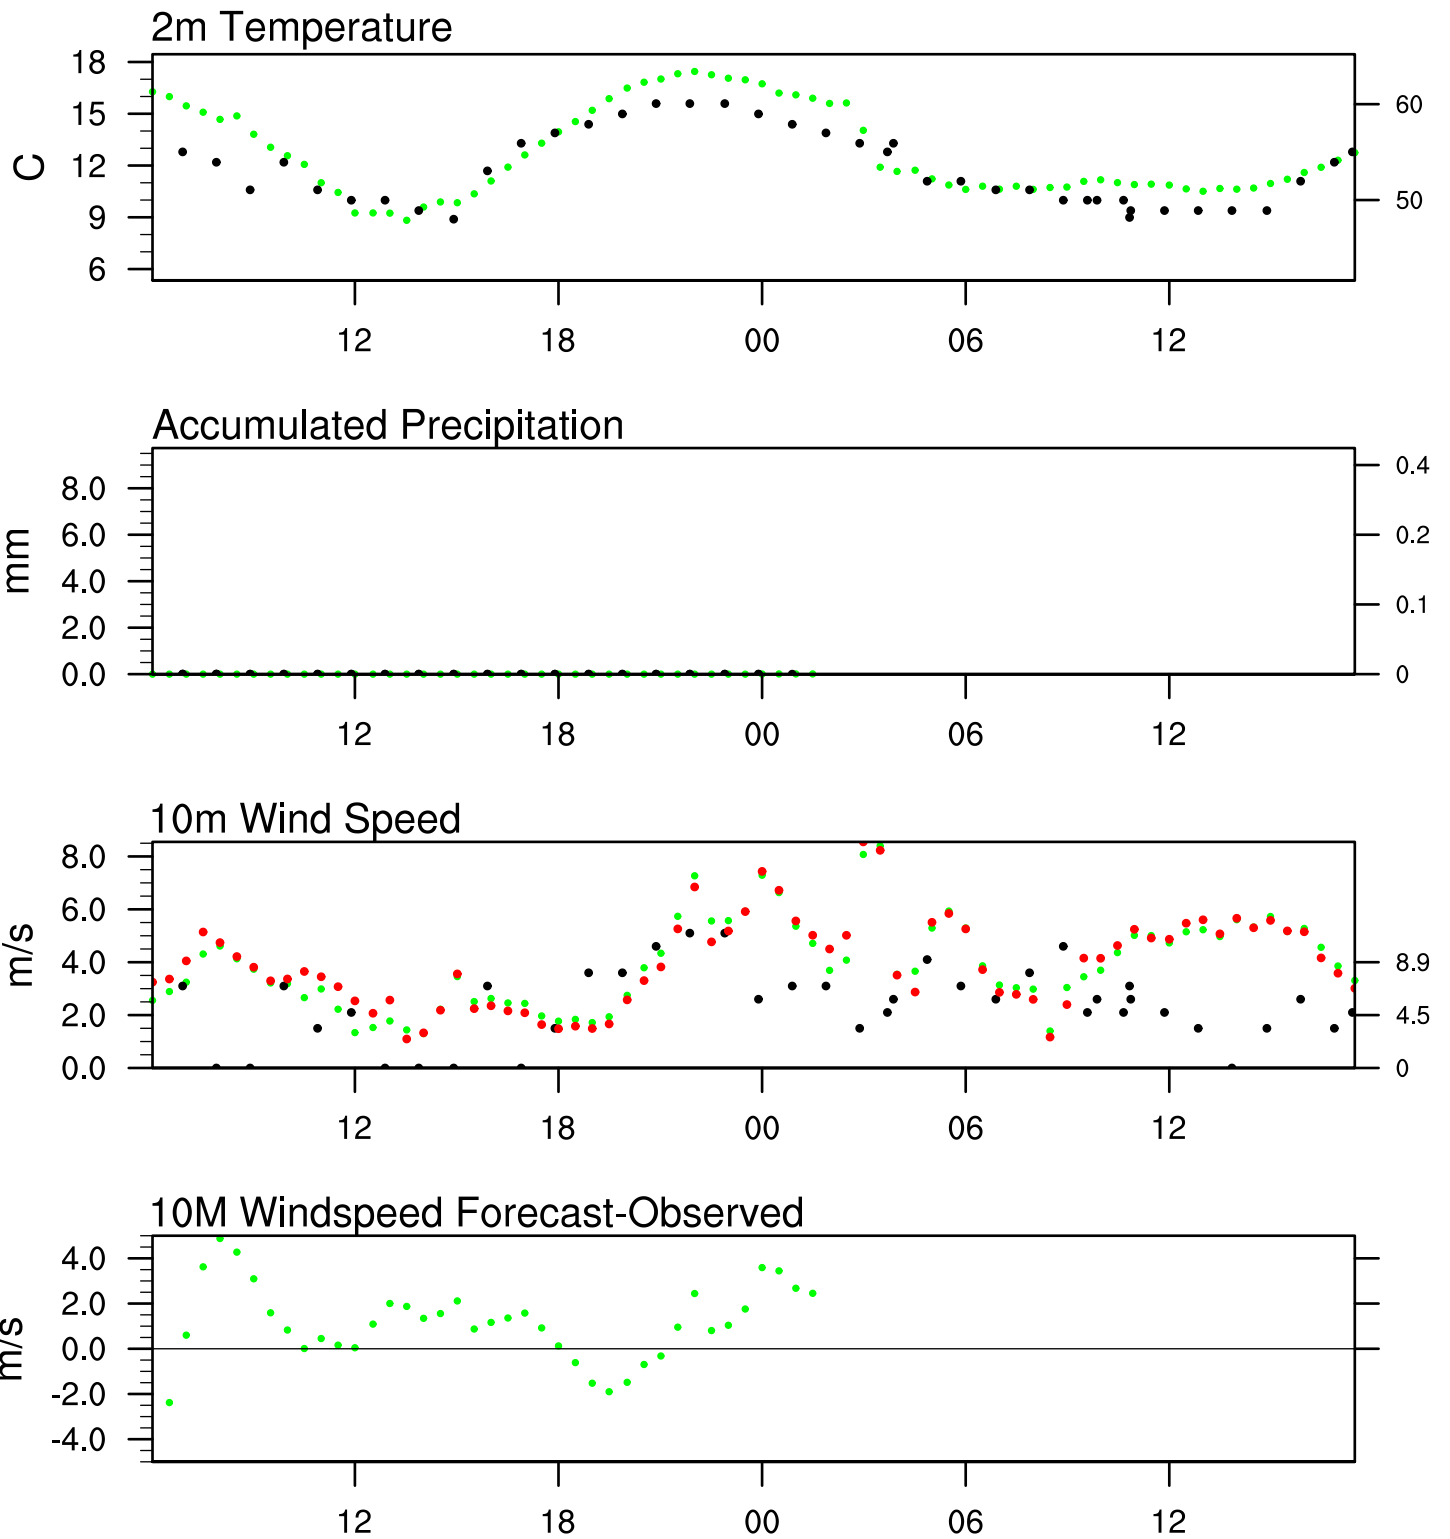 2m Temperature
18
15
12
9
6
C
60
50
12 18 00 06 12
Accumulated Precipitation
8.0
6.0
4.0
2.0
0.0
mm
0.4
0.2
0.1
0
12 18 00 06 12
10m Wind Speed
8.0
6.0
4.0
2.0
0.0
m/s
8.9
4.5
0
12 18 00 06 12
10M Windspeed Forecast-Observed
4.0
2.0
0.0
-2.0
-4.0
m/s
12 18 00 06 12